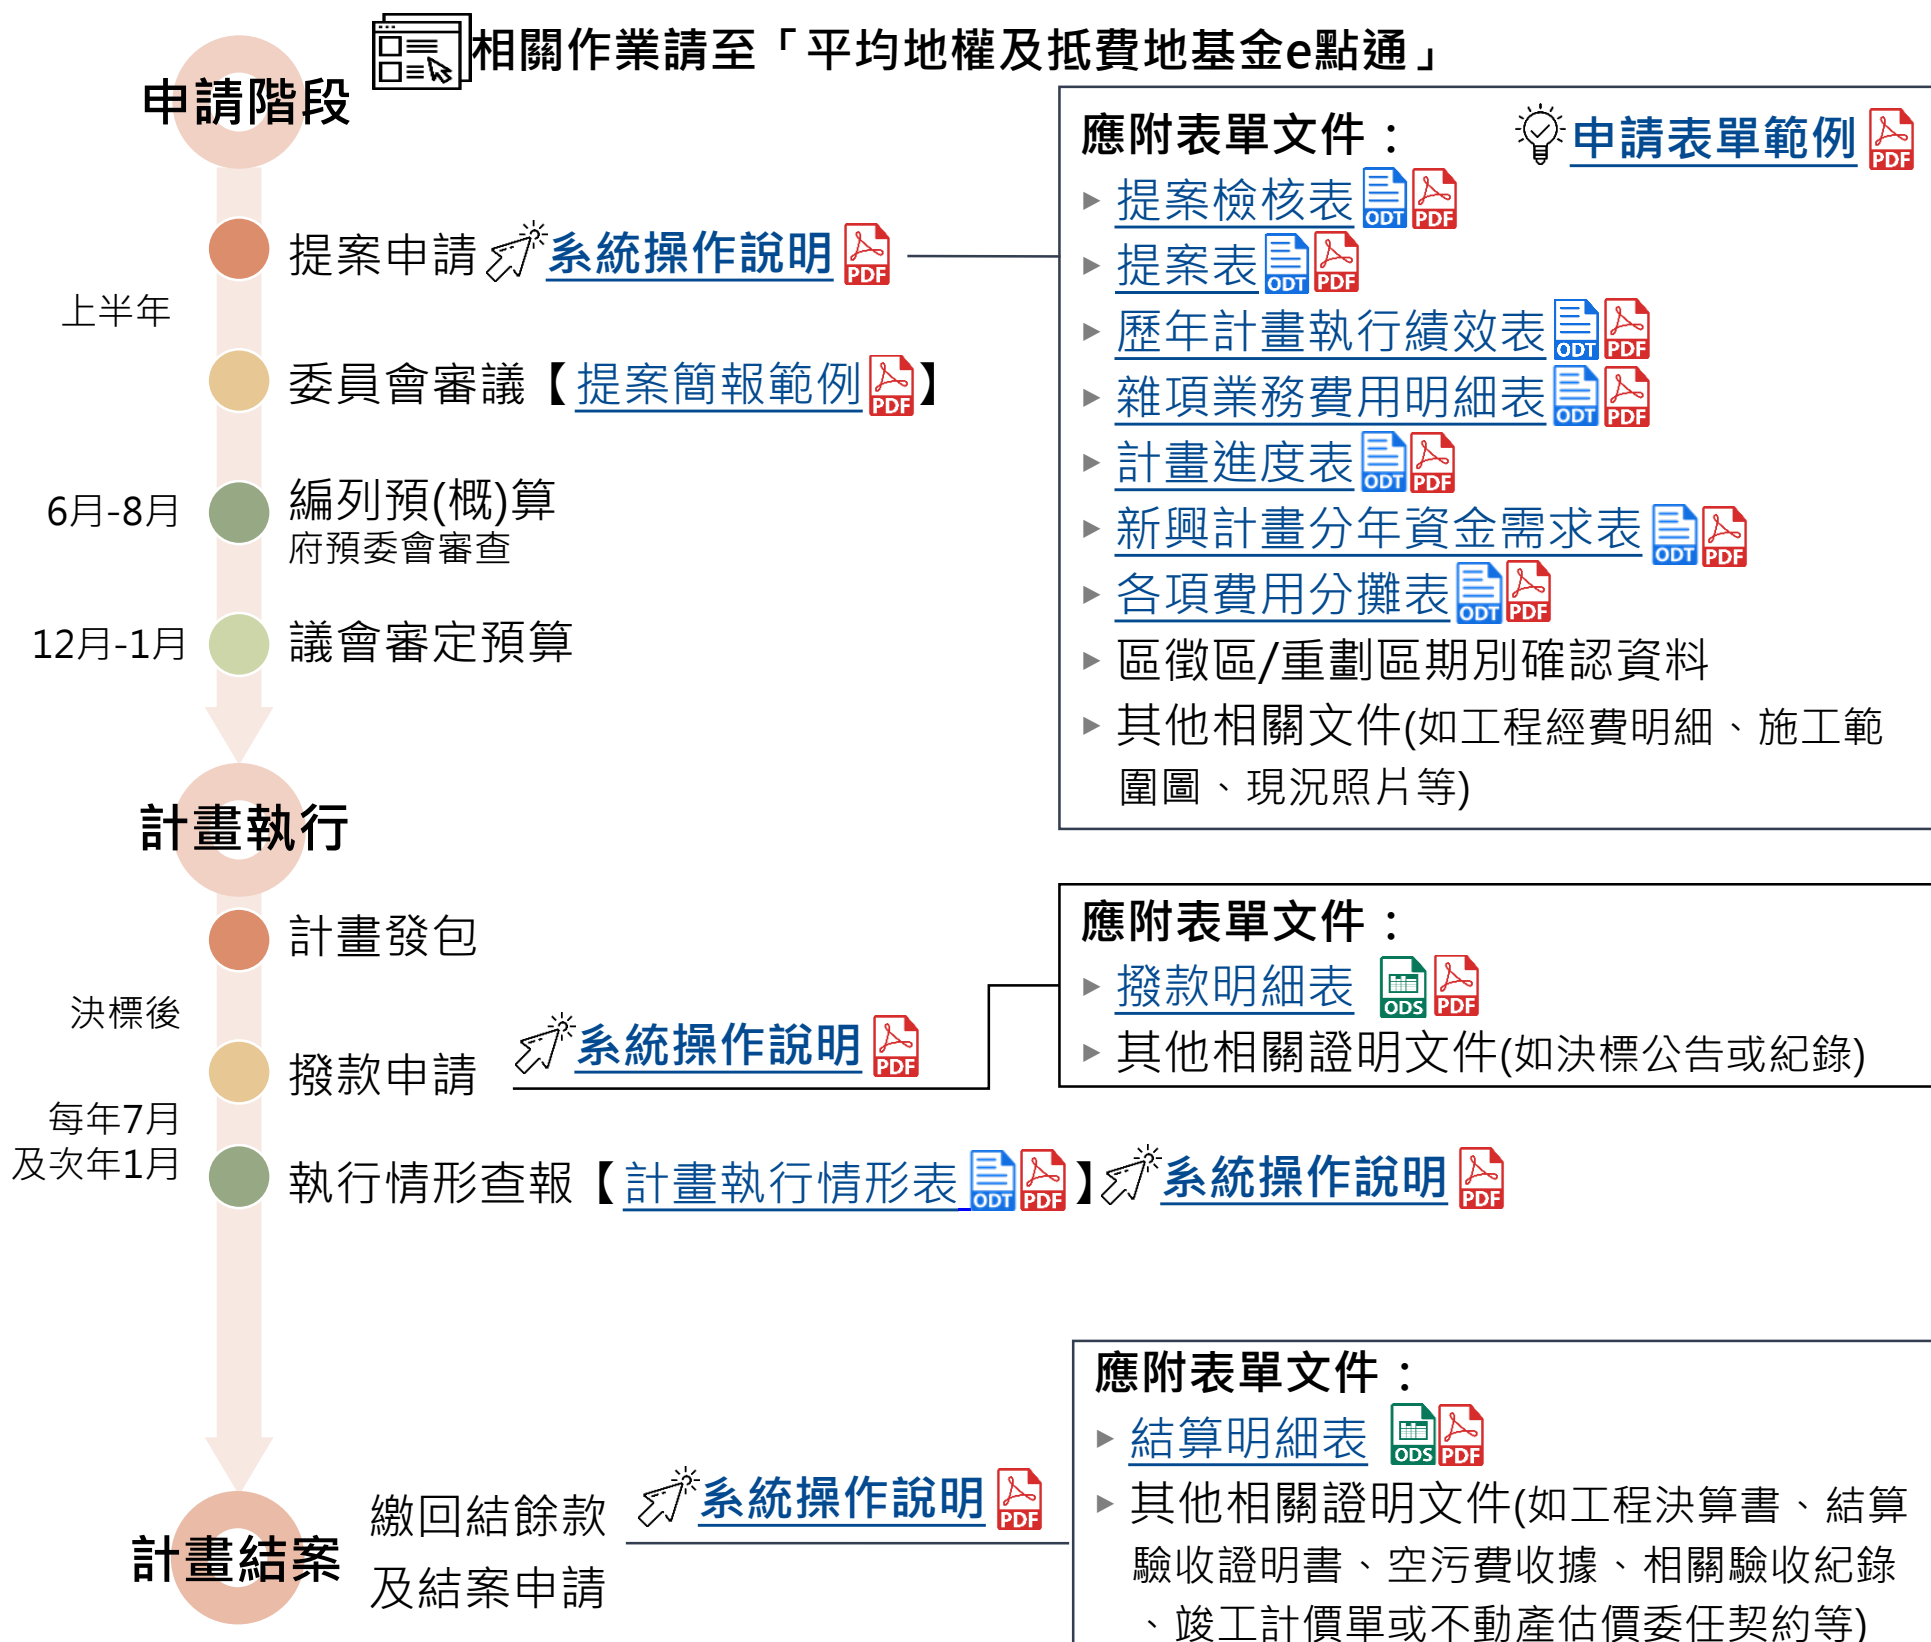 相關作業請至「平均地權及抵費地基金e點通」
申請階段
提案申請 系統操作說明 PDF
上半年
委員會審議【提案簡報範例 PDF】
6月-8月 編列預(概)算
府預委會審查
12月-1月 議會審定預算
應附表單文件： 申請表單範例 PDF
提案檢核表 ODT PDF
提案表 ODT PDF
歷年計畫執行績效表 ODT PDF
雜項業務費用明細表 ODT PDF
計畫進度表 ODT PDF
新興計畫分年資金需求表 ODT PDF
各項費用分攤表 ODT PDF
區徵區/重劃區期別確認資料
其他相關文件(如工程經費明細、施工範
圍圖、現況照片等)
計畫執行
計畫發包
決標後
撥款申請 系統操作說明 PDF
應附表單文件：
撥款明細表 ODS PDF
其他相關證明文件(如決標公告或紀錄)
每年7月
及次年1月
執行情形查報【計畫執行情形表 ODT PDF】 系統操作說明 PDF
計畫結案
繳回結餘款
及結案申請
系統操作說明 PDF
應附表單文件：
結算明細表 ODS PDF
其他相關證明文件(如工程決算書、結算
驗收證明書、空污費收據、相關驗收紀錄
、竣工計價單或不動產估價委任契約等)